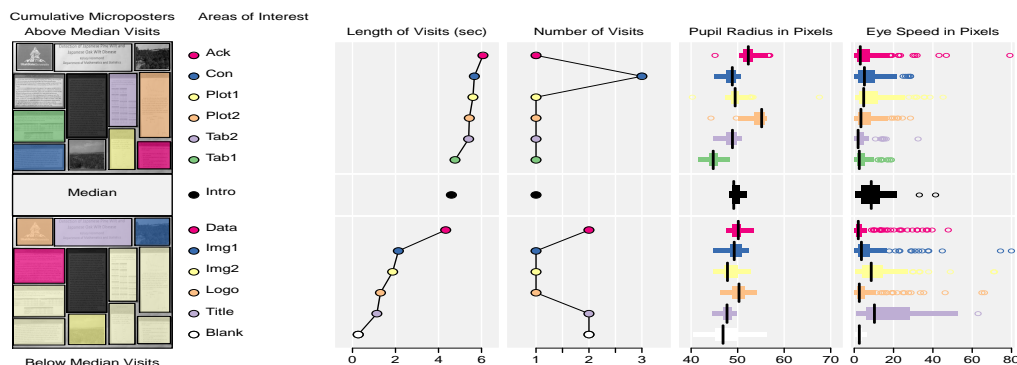 Cumulative Microposters
Above Median Visits
Areas of Interest
Length of Visits (sec)
Number of Visits
Pupil Radius in Pixels
Eye Speed in Pixels
Ack
Con
Plot1
Plot2
Tab2
Tab1
Median
Intro
Data
Img1
Img2
Logo
Title
Blank
Below Median Visits
0 2 4 6
1 2 3
40 50 60 70
0 20 40 60 80